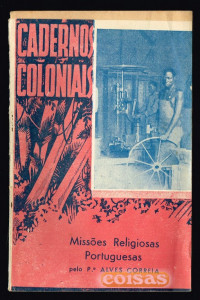 CADERNOS
COLONIAIS
Missões Religiosas
Portuguesas
pelo P.e ALVES CORREIA
coisas